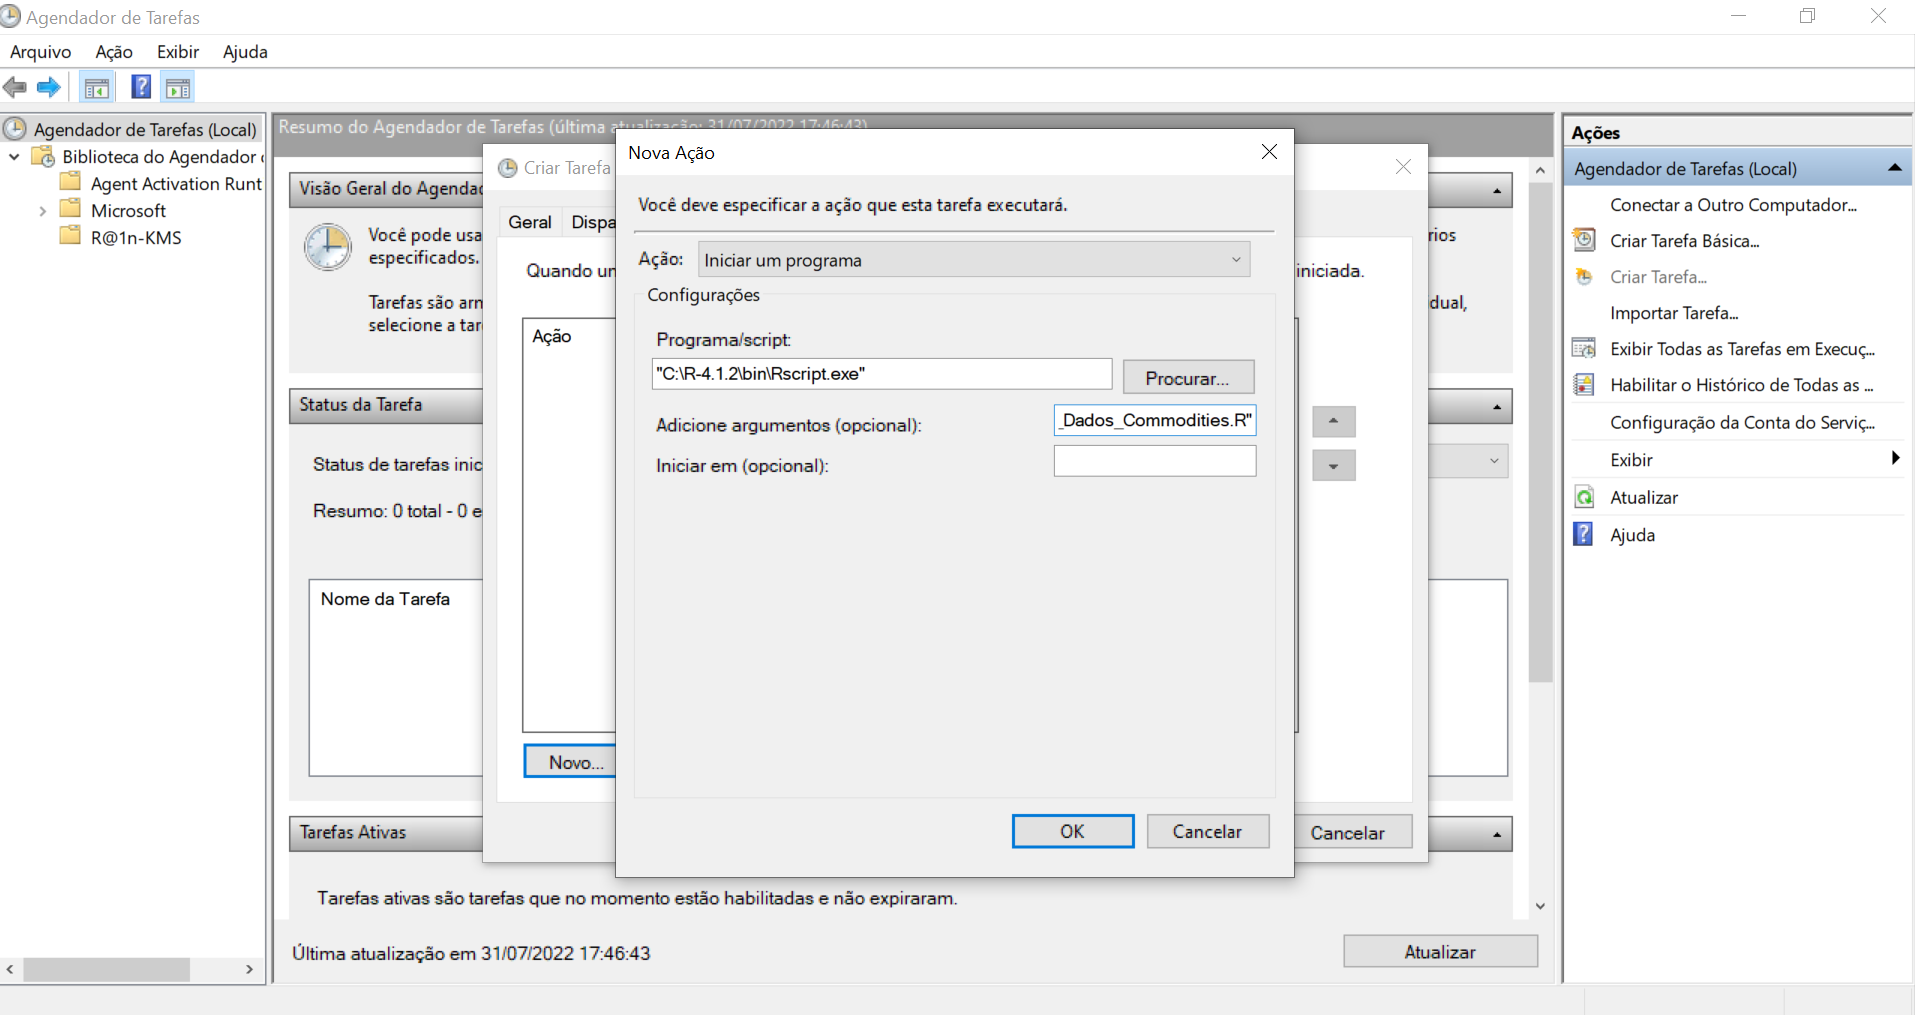 Agendador de Tarefas
Arquivo Ação Exibir Ajuda
Agendador de Tarefas (Local)
Biblioteca do Agendador
Agent Activation Runt
Microsoft
R@1n-KMS
Resumo do Agendador de Tarefas (última atualização: 31/07/2022 17:46:43)
Visão Geral do Agendad
Você pode usa
especificados.
rios
Tarefas são arm
selecione a tar
dual,
Status da Tarefa
Status de tarefas inic
Resumo: 0 total - 0 e
Nome da Tarefa
Tarefas Ativas
Tarefas ativas são tarefas que no momento estão habilitadas e não expiraram.
Última atualização em 31/07/2022 17:46:43
Atualizar
Criar Tarefa
Geral Dispa
Quando un
iniciada.
Ação
Novo...
Cancelar
Nova Ação
Você deve especificar a ação que esta tarefa executará.
Ação: Iniciar um programa
Configurações
Programa/script:
"C:\R-4.1.2\bin\Rscript.exe" Procurar...
Adicione argumentos (opcional): _Dados_Commodities.R"
Iniciar em (opcional):
OK Cancelar
Ações
Agendador de Tarefas (Local)
Conectar a Outro Computador...
Criar Tarefa Básica...
Criar Tarefa...
Importar Tarefa...
Exibir Todas as Tarefas em Execuç...
Habilitar o Histórico de Todas as ...
Configuração da Conta do Serviç...
Exibir
Atualizar
Ajuda